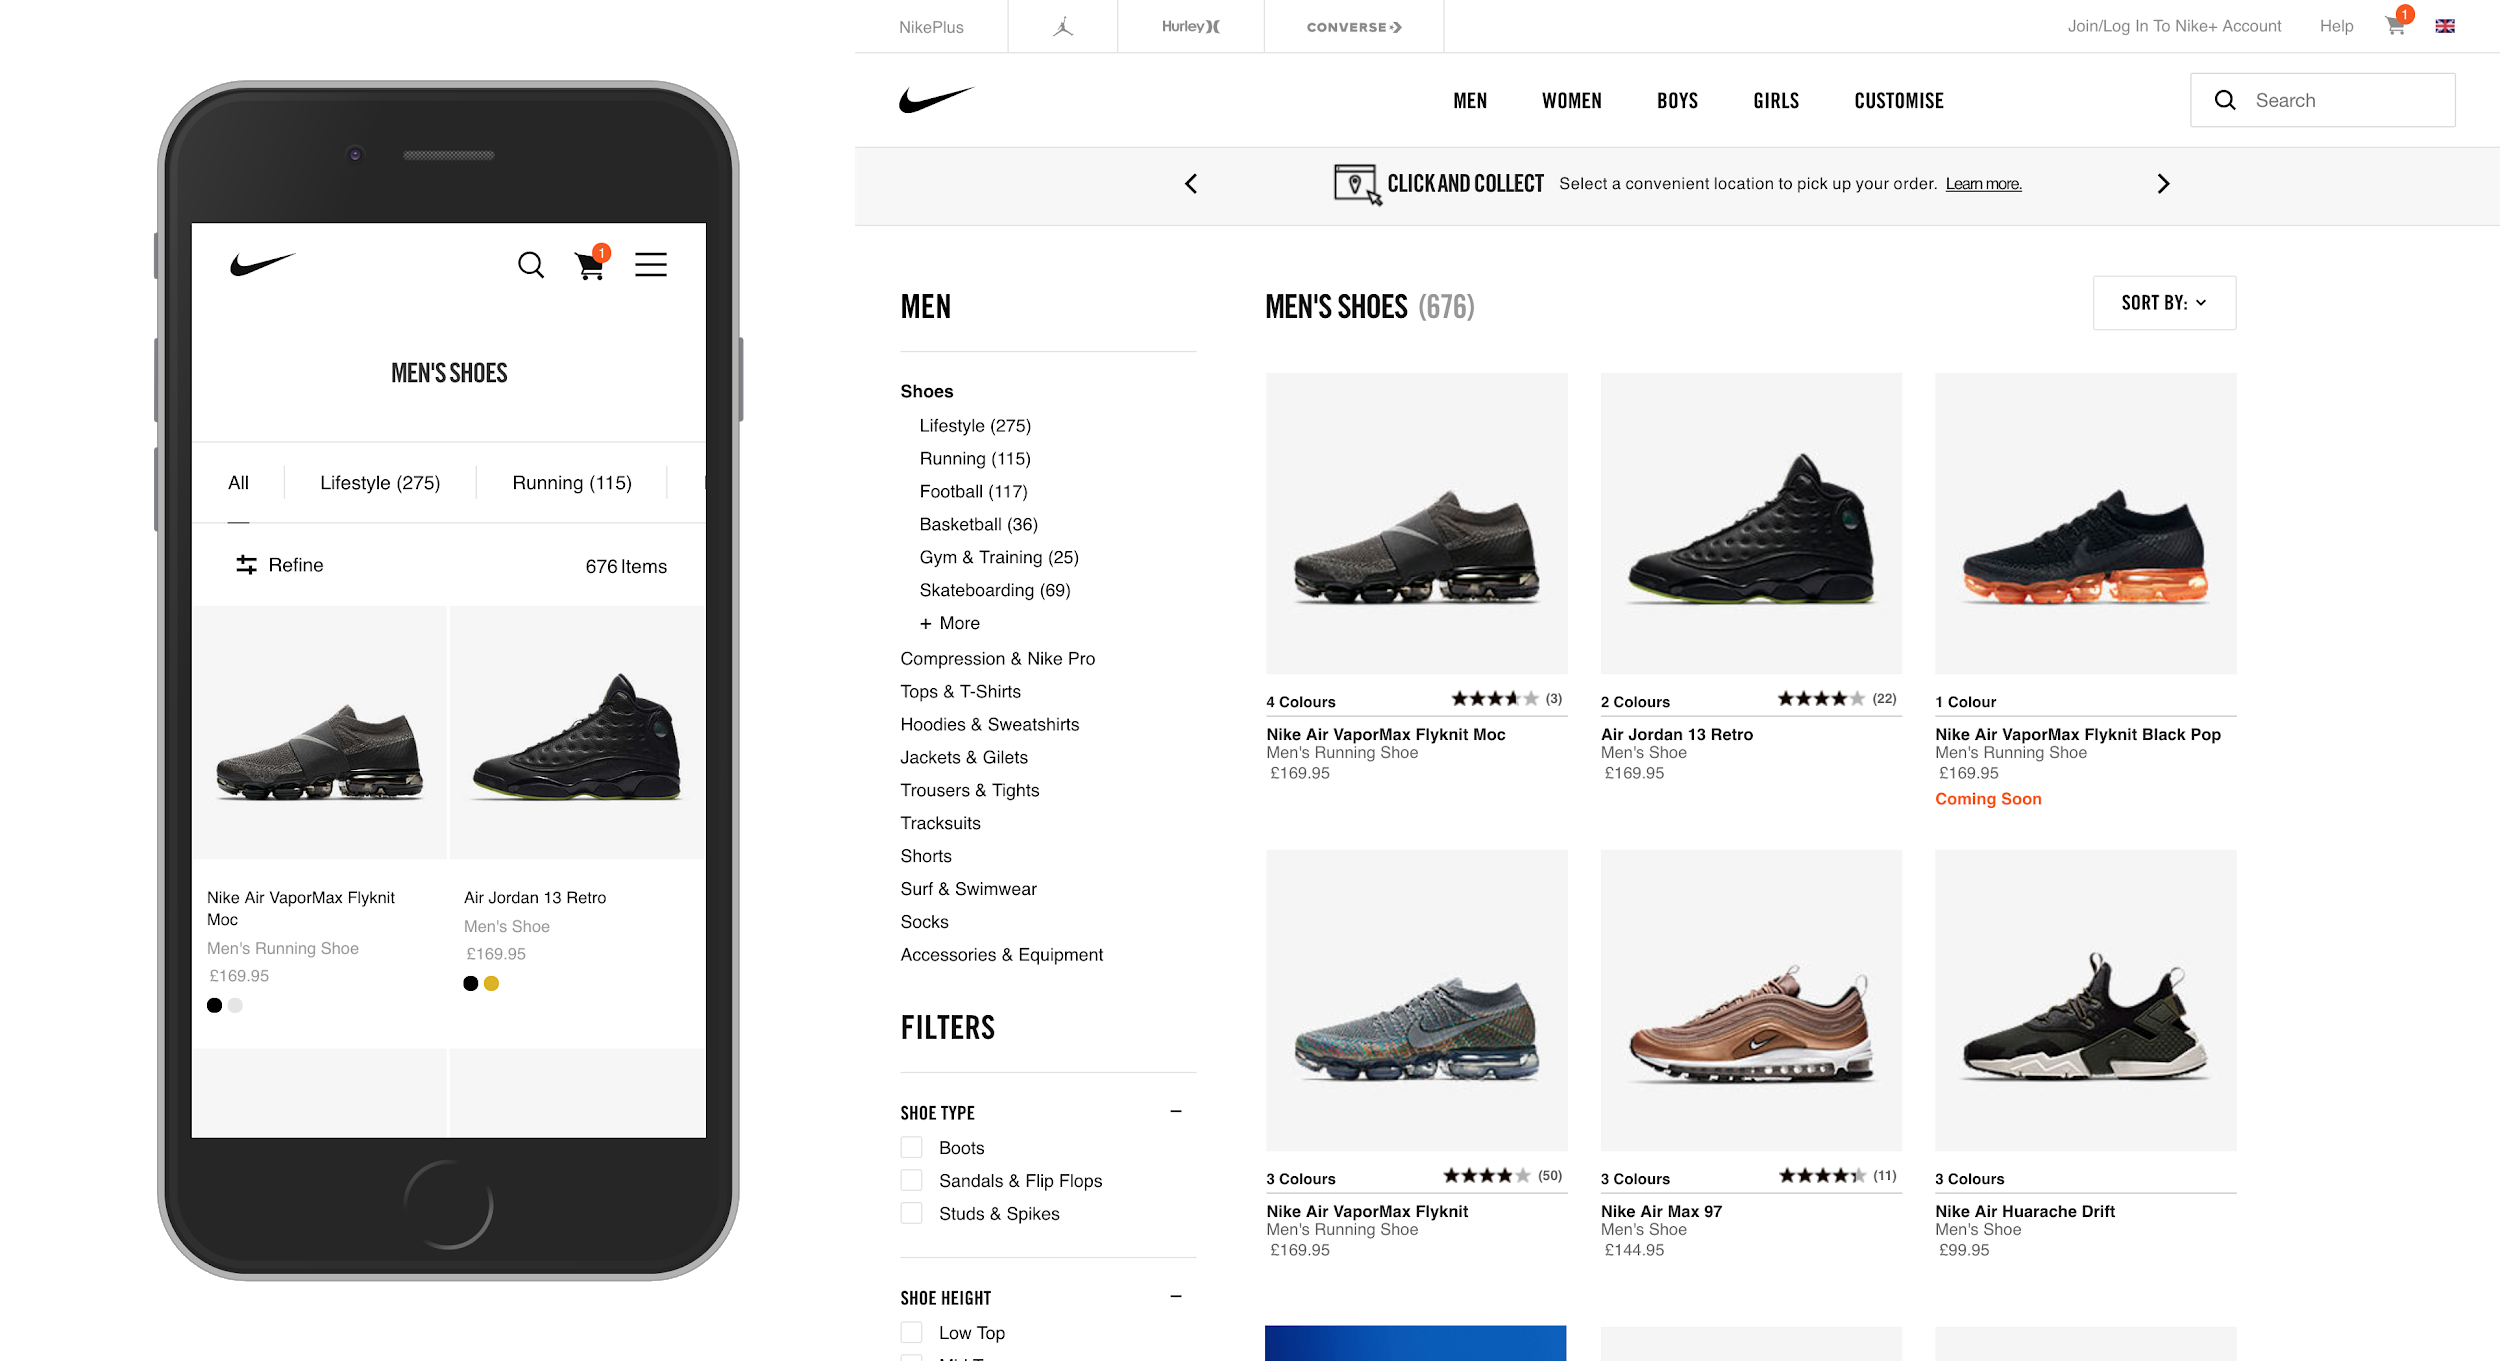 1
MEN'S SHOES
All
Lifestyle (275)
Running (115)
Refine
676 Items
Nike Air VaporMax Flyknit
Moc
Men's Running Shoe
£169.95
Air Jordan 13 Retro
Men's Shoe
£169.95
NikePlus
Hurley
CONVERSE
Join/Log In To Nike+ Account
Help
1
MEN
WOMEN
BOYS
GIRLS
CUSTOMISE
Search
CLICK AND COLLECT Select a convenient location to pick up your order. Learn more.
MEN
Shoes
Lifestyle (275)
Running (115)
Football (117)
Basketball (36)
Gym & Training (25)
Skateboarding (69)
+ More
Compression & Nike Pro
Tops & T-Shirts
Hoodies & Sweatshirts
Jackets & Gilets
Trousers & Tights
Tracksuits
Shorts
Surf & Swimwear
Socks
Accessories & Equipment
FILTERS
SHOE TYPE
Boots
Sandals & Flip Flops
Studs & Spikes
SHOE HEIGHT
Low Top
MEN'S SHOES (676)
SORT BY:
4 Colours
(3)
Nike Air VaporMax Flyknit Moc
Men's Running Shoe
£169.95
2 Colours
(22)
Air Jordan 13 Retro
Men's Shoe
£169.95
1 Colour
Nike Air VaporMax Flyknit Black Pop
Men's Running Shoe
£169.95
Coming Soon
3 Colours
(50)
Nike Air VaporMax Flyknit
Men's Running Shoe
£169.95
3 Colours
(11)
Nike Air Max 97
Men's Shoe
£144.95
3 Colours
Nike Air Huarache Drift
Men's Shoe
£99.95